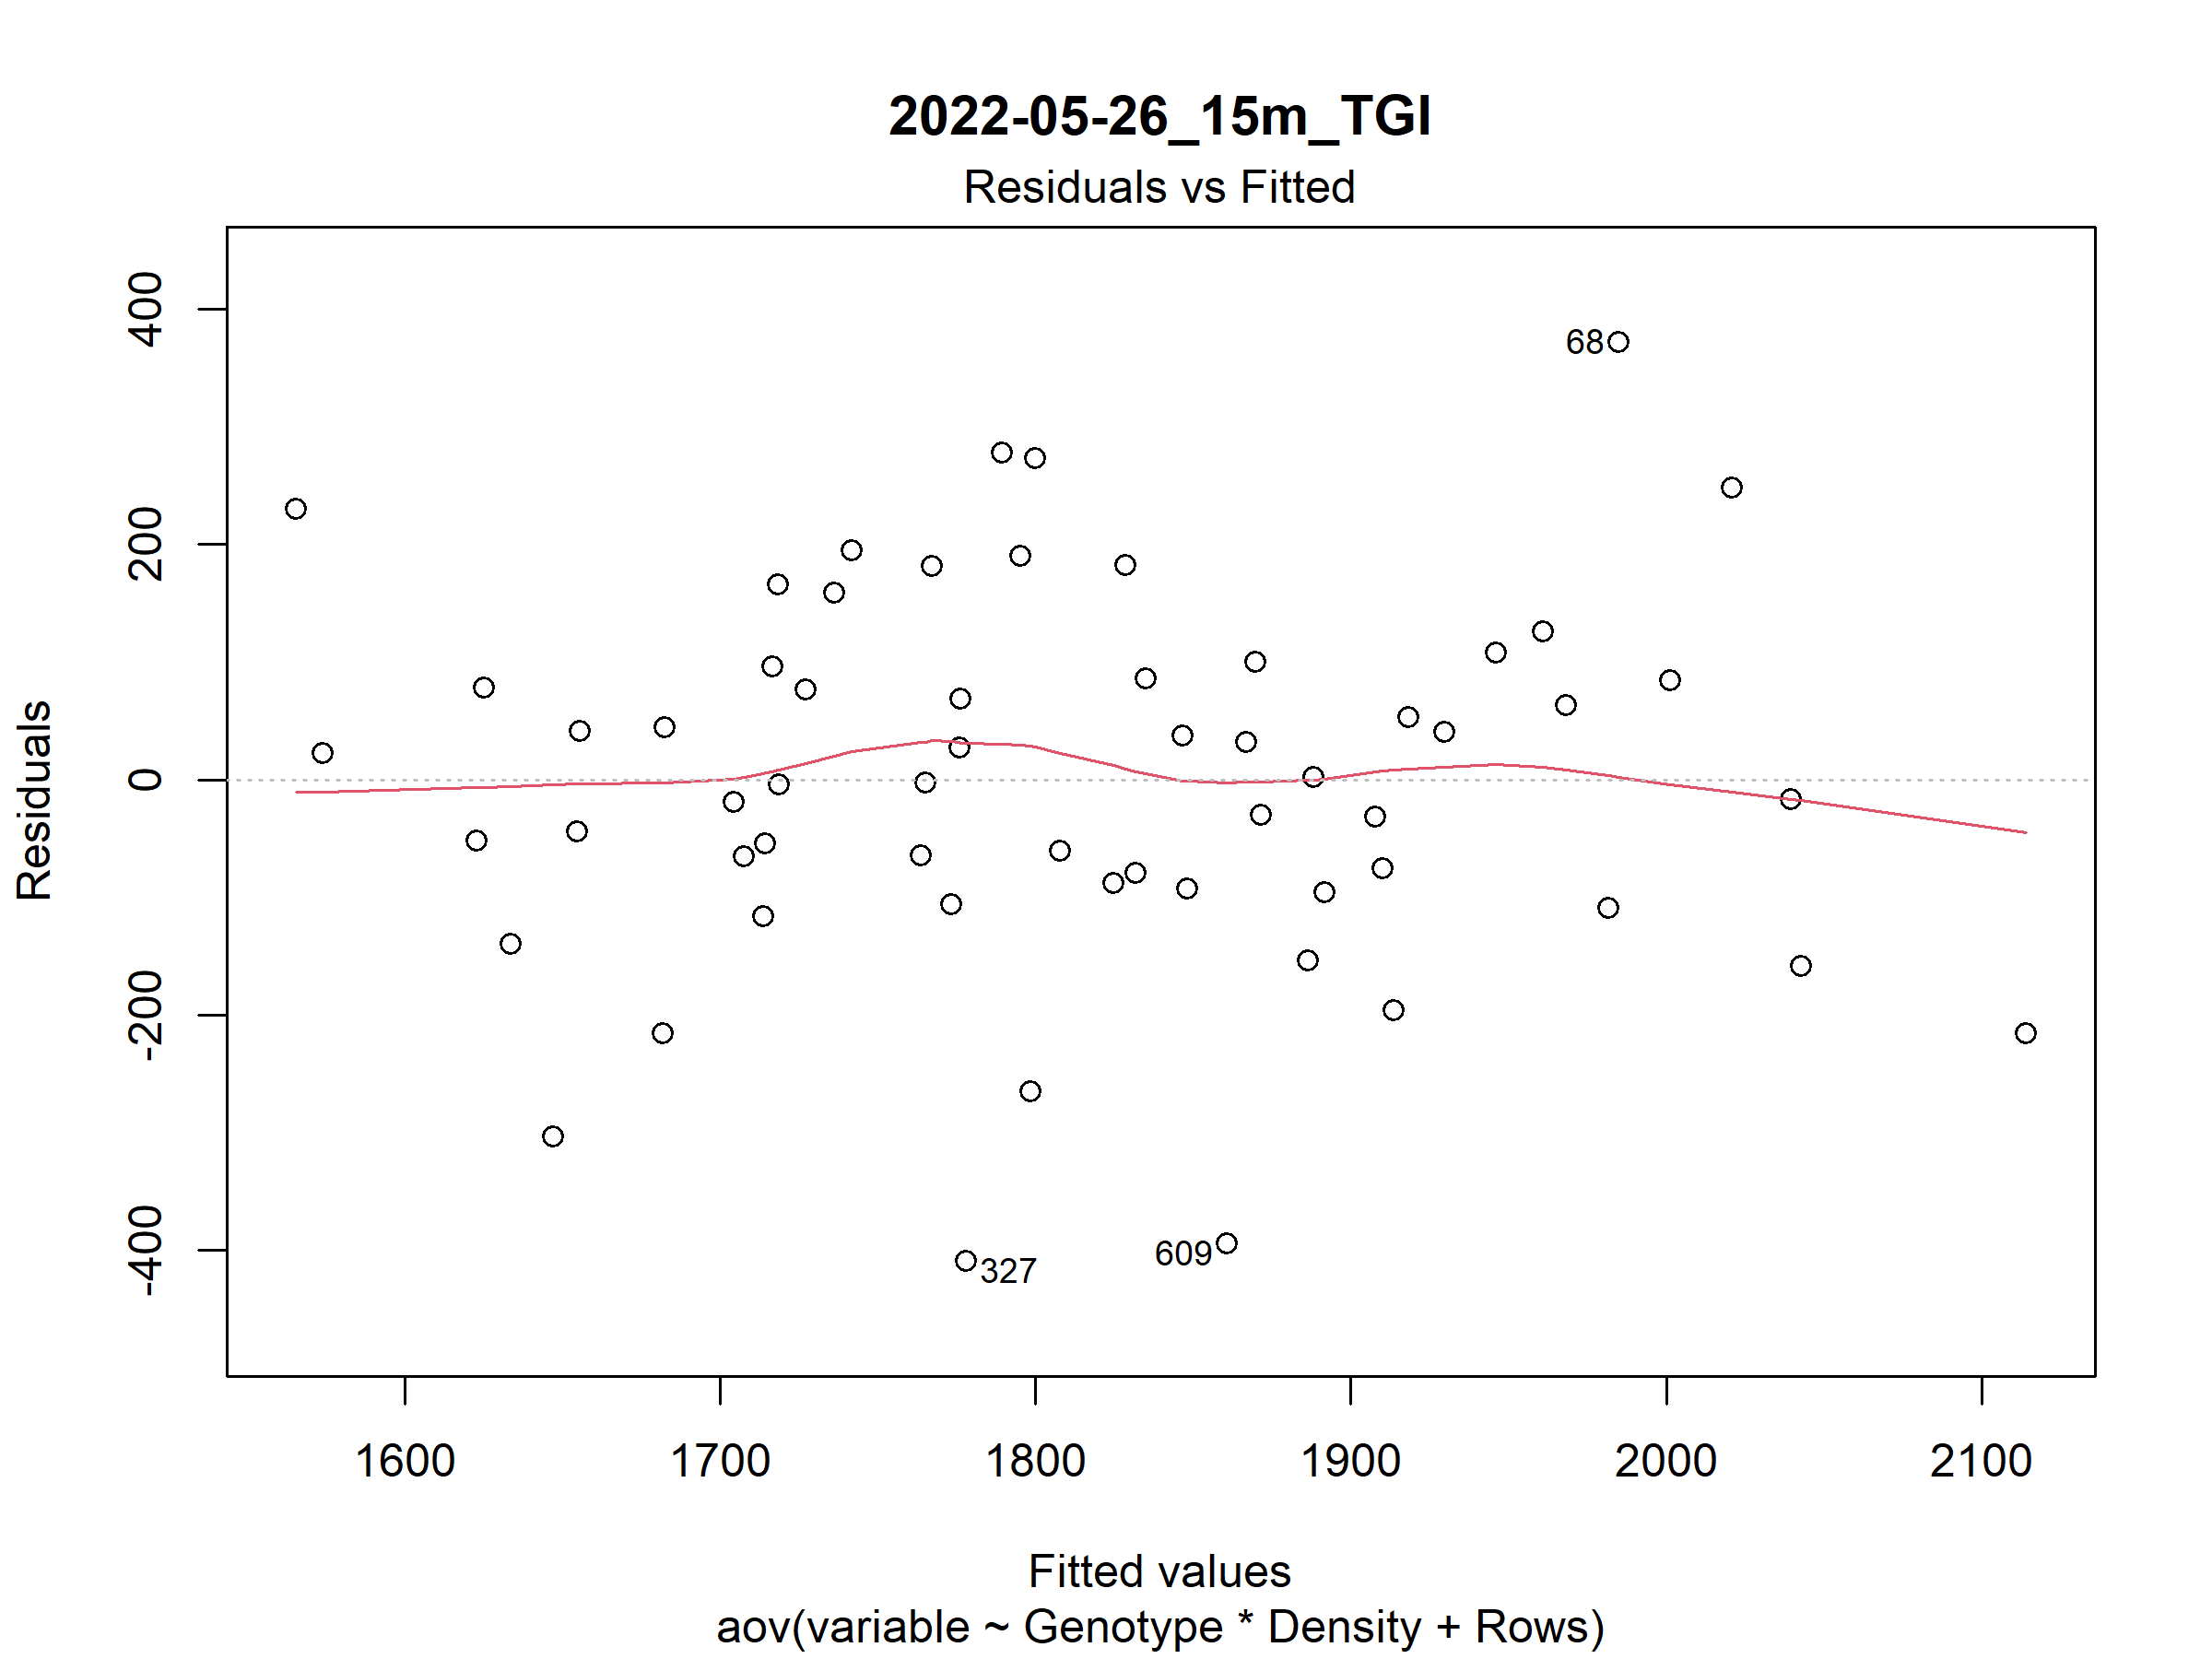 2022-05-26_15m_TGI
Residuals vs Fitted
Residuals
400
200
0
-200
-400
68
327
609
1600 1700 1800 1900 2000 2100
Fitted values
aov(variable ~ Genotype * Density + Rows)